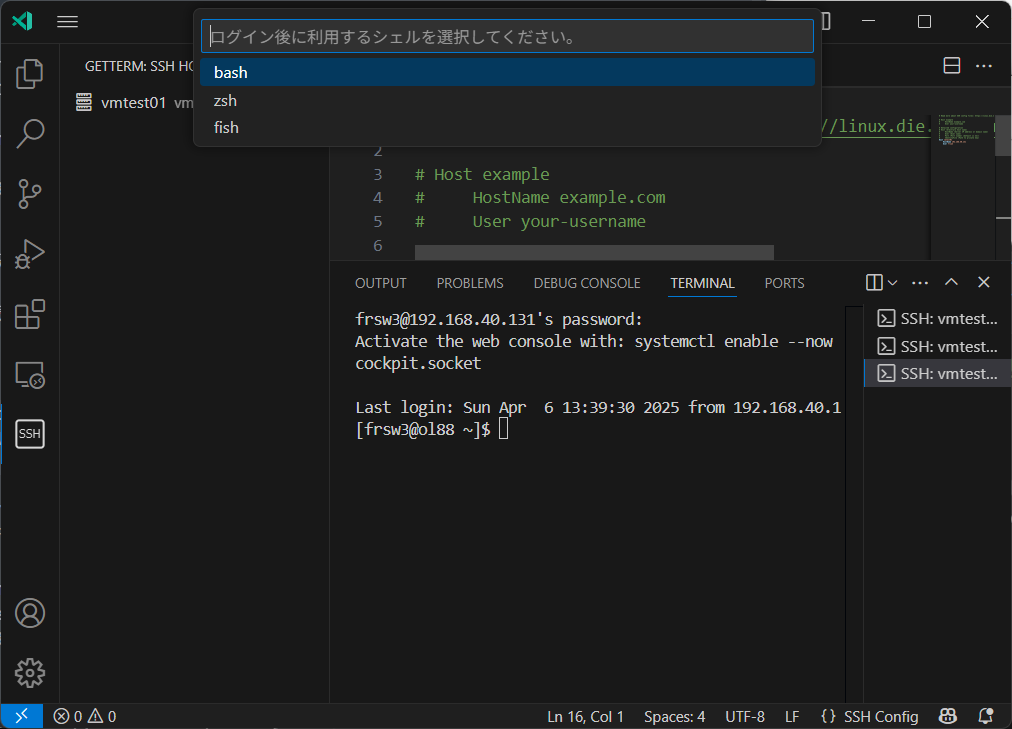 ログイン後に利用するシェルを選択してください。
bash
zsh
fish
GETTERM: SSH HO
vmtest01 vm
//linux.die.
2
3 # Host example
4 # HostName example.com
5 # User your-username
6
OUTPUT PROBLEMS DEBUG CONSOLE TERMINAL PORTS
frsw3@192.168.40.131's password:
Activate the web console with: systemctl enable --now
cockpit.socket
Last login: Sun Apr  6 13:39:30 2025 from 192.168.40.1
[frsw3@ol88 ~]$
SSH: vmtest...
SSH: vmtest...
SSH: vmtest...
SSH
0 0 Ln 16, Col 1 Spaces: 4 UTF-8 LF {} SSH Config